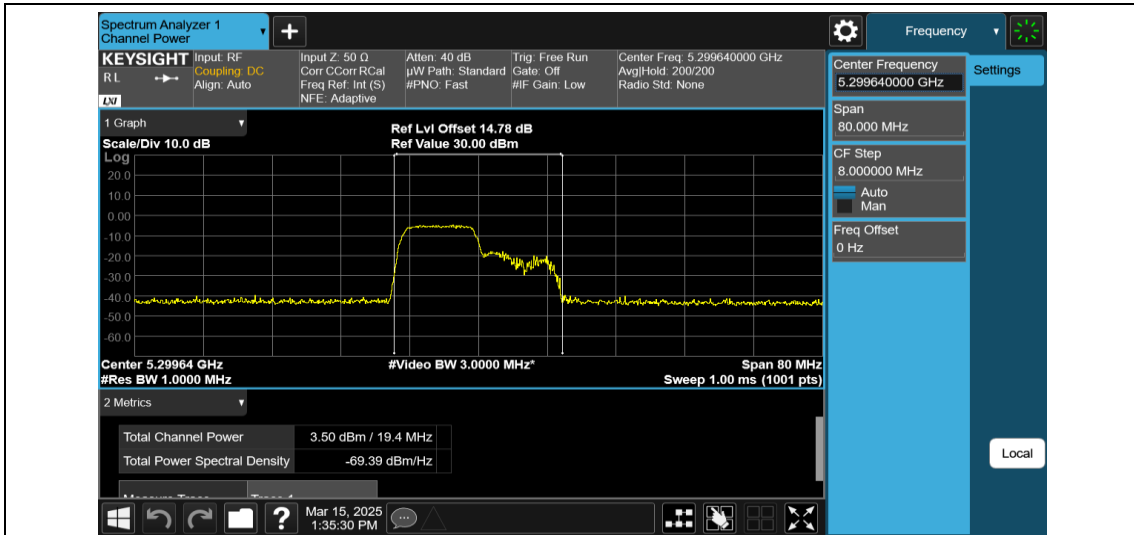 Spectrum Analyzer 1
Channel Power
Frequency
KEYSIGHT
RL
LXI
Input: RF
Coupling: DC
Align: Auto
Input Z: 50 Ω
Corr CCorr RCal
Freq Ref: Int (S)
NFE: Adaptive
Atten: 40 dB
µW Path: Standard
#PNO: Fast
Trig: Free Run
Gate: Off
#IF Gain: Low
Center Freq: 5.299640000 GHz
Avg|Hold: 200/200
Radio Std: None
Center Frequency
5.299640000 GHz
Settings
Span
80.000 MHz
CF Step
8.000000 MHz
Auto
Man
Freq Offset
0 Hz
1 Graph
Scale/Div 10.0 dB
Log
Ref Lvl Offset 14.78 dB
Ref Value 30.00 dBm
20.0
10.0
0.00
-10.0
-20.0
-30.0
-40.0
-50.0
-60.0
Center 5.29964 GHz
#Video BW 3.0000 MHz*
Span 80 MHz
#Res BW 1.0000 MHz
Sweep 1.00 ms (1001 pts)
2 Metrics
Total Channel Power 3.50 dBm / 19.4 MHz
Total Power Spectral Density -69.39 dBm/Hz
Local
?
Mar 15, 2025
1:35:30 PM